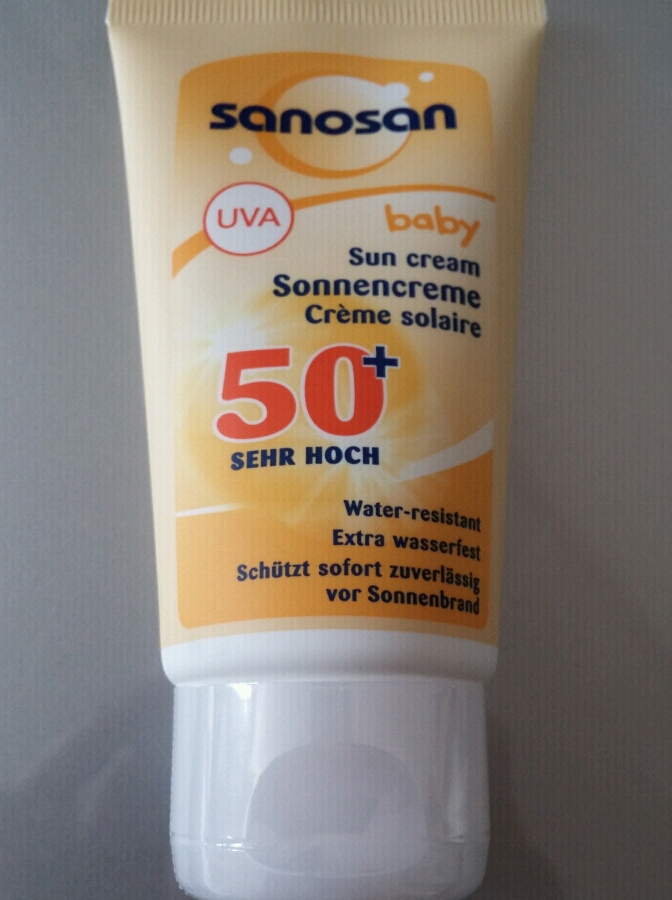 sanosan
UVA
baby
Sun cream
Sonnencreme
Crème solaire
50+
SEHR HOCH
Water-resistant
Extra wasserfest
Schützt sofort zuverlässig
vor Sonnenbrand